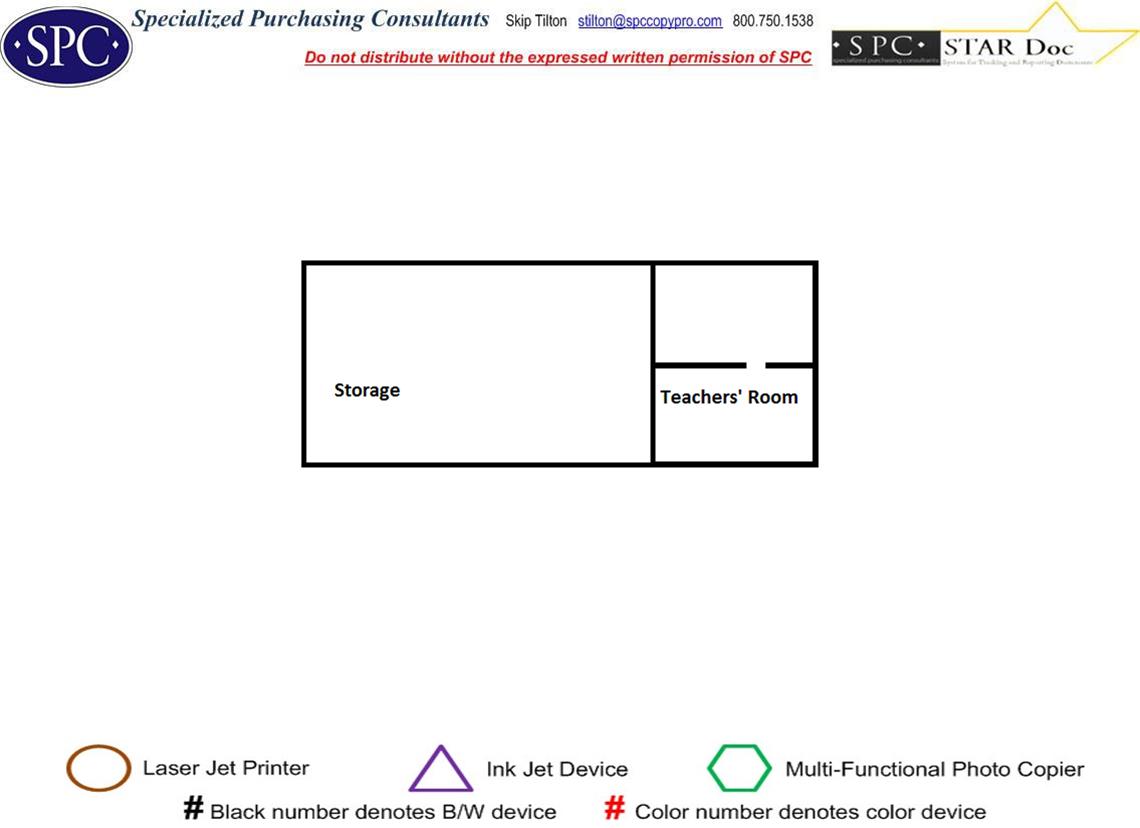 ·SPC·
Specialized Purchasing Consultants Skip Tilton stilton@spccopypro.com 800.750.1538
Do not distribute without the expressed written permission of SPC
· S P C · STAR Doc
specialized purchasing consultants System for Tracking and Reporting Documents
Storage
Teachers' Room
Laser Jet Printer
Ink Jet Device
Multi-Functional Photo Copier
# Black number denotes B/W device
# Color number denotes color device